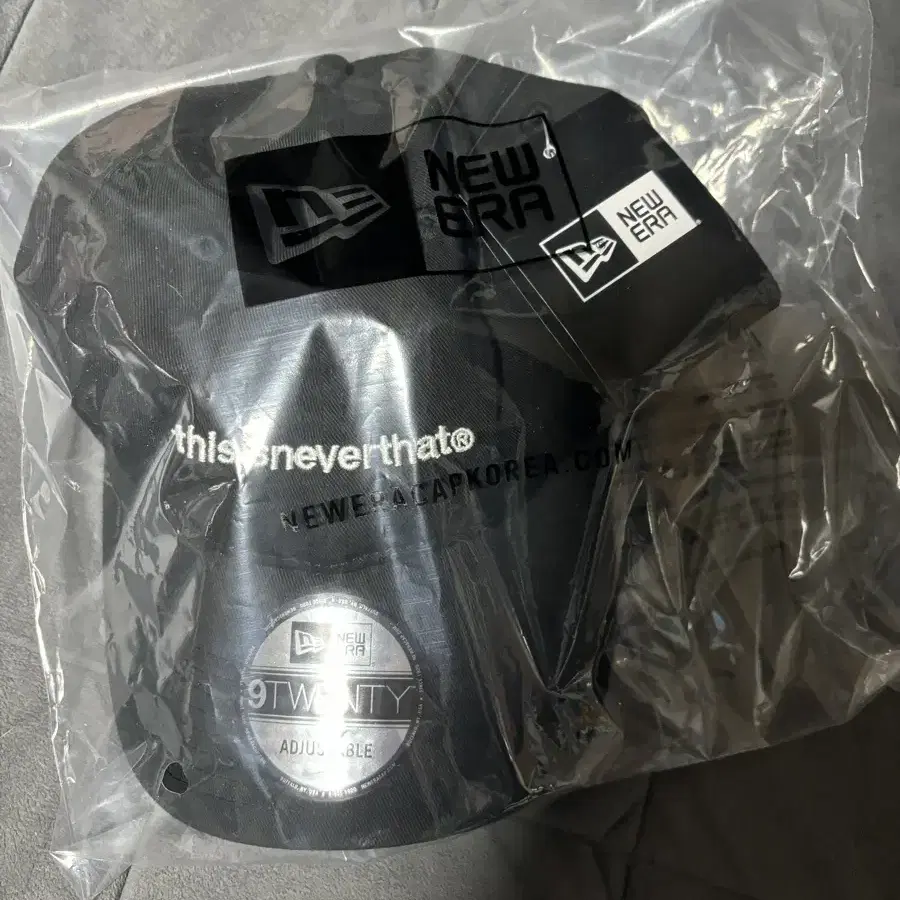 NEW
ERA
NEW
ERA
thisisneverthat®
NEWERACAPKOREA.COM
NEW
ERA
9TWENTY
ADJUSTABLE